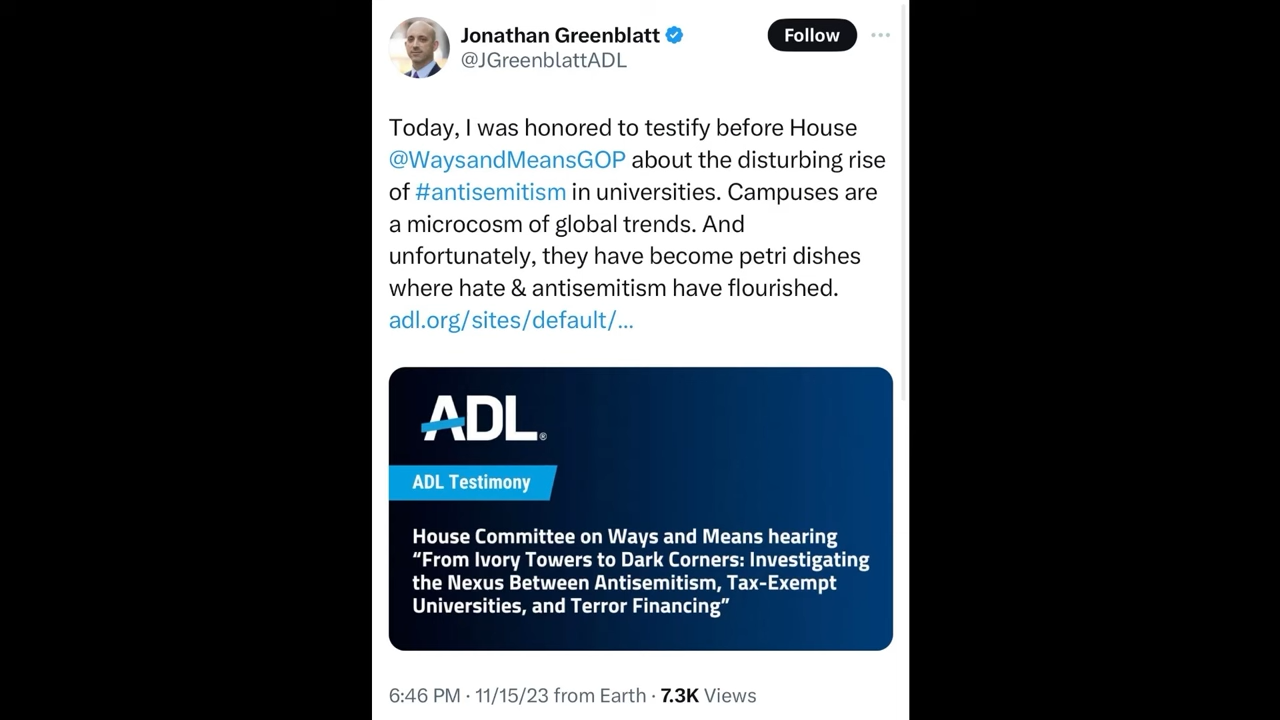 Jonathan Greenblatt
Follow
@JGreenblattADL
Today, I was honored to testify before House
@WaysandMeansGOP about the disturbing rise
of #antisemitism in universities. Campuses are
a microcosm of global trends. And
unfortunately, they have become petri dishes
where hate & antisemitism have flourished.
adl.org/sites/default/...
ADL®
ADL Testimony
House Committee on Ways and Means hearing
“From Ivory Towers to Dark Corners: Investigating
the Nexus Between Antisemitism, Tax-Exempt
Universities, and Terror Financing”
6:46 PM · 11/15/23 from Earth · 7.3K Views